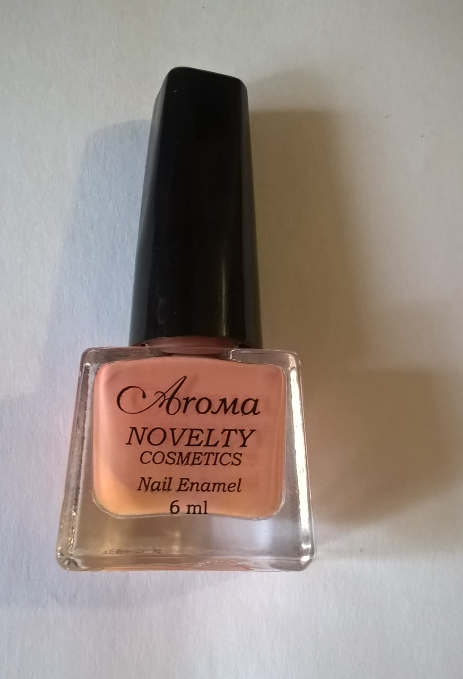 Aroma
NOVELTY
COSMETICS
Nail Enamel
6 ml